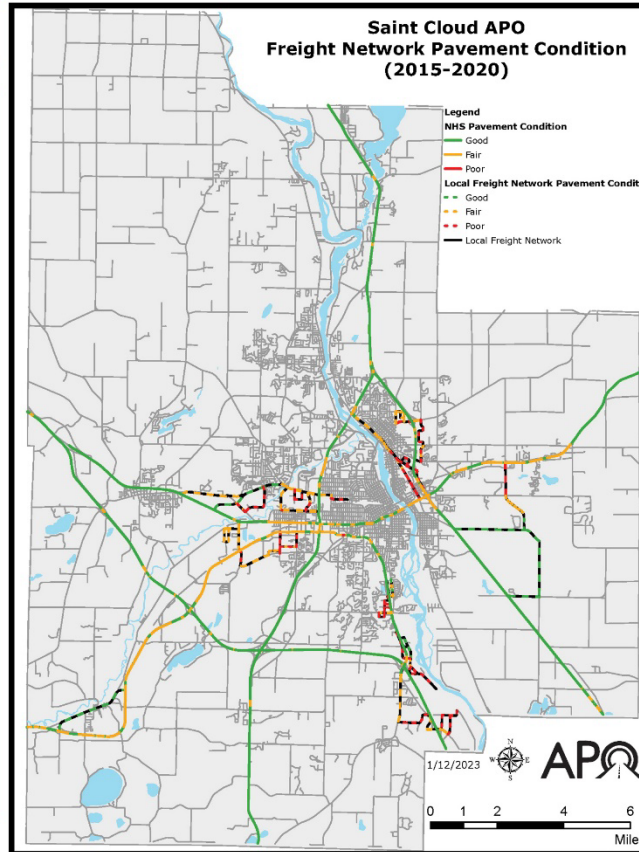 Saint Cloud APO
Freight Network Pavement Condition
(2015-2020)
Legend
NHS Pavement Condition
Good
Fair
Poor
Local Freight Network Pavement Condit
Good
Fair
Poor
Local Freight Network
1/12/2023
N
W E
S
APO
0 2 4 6
Mile